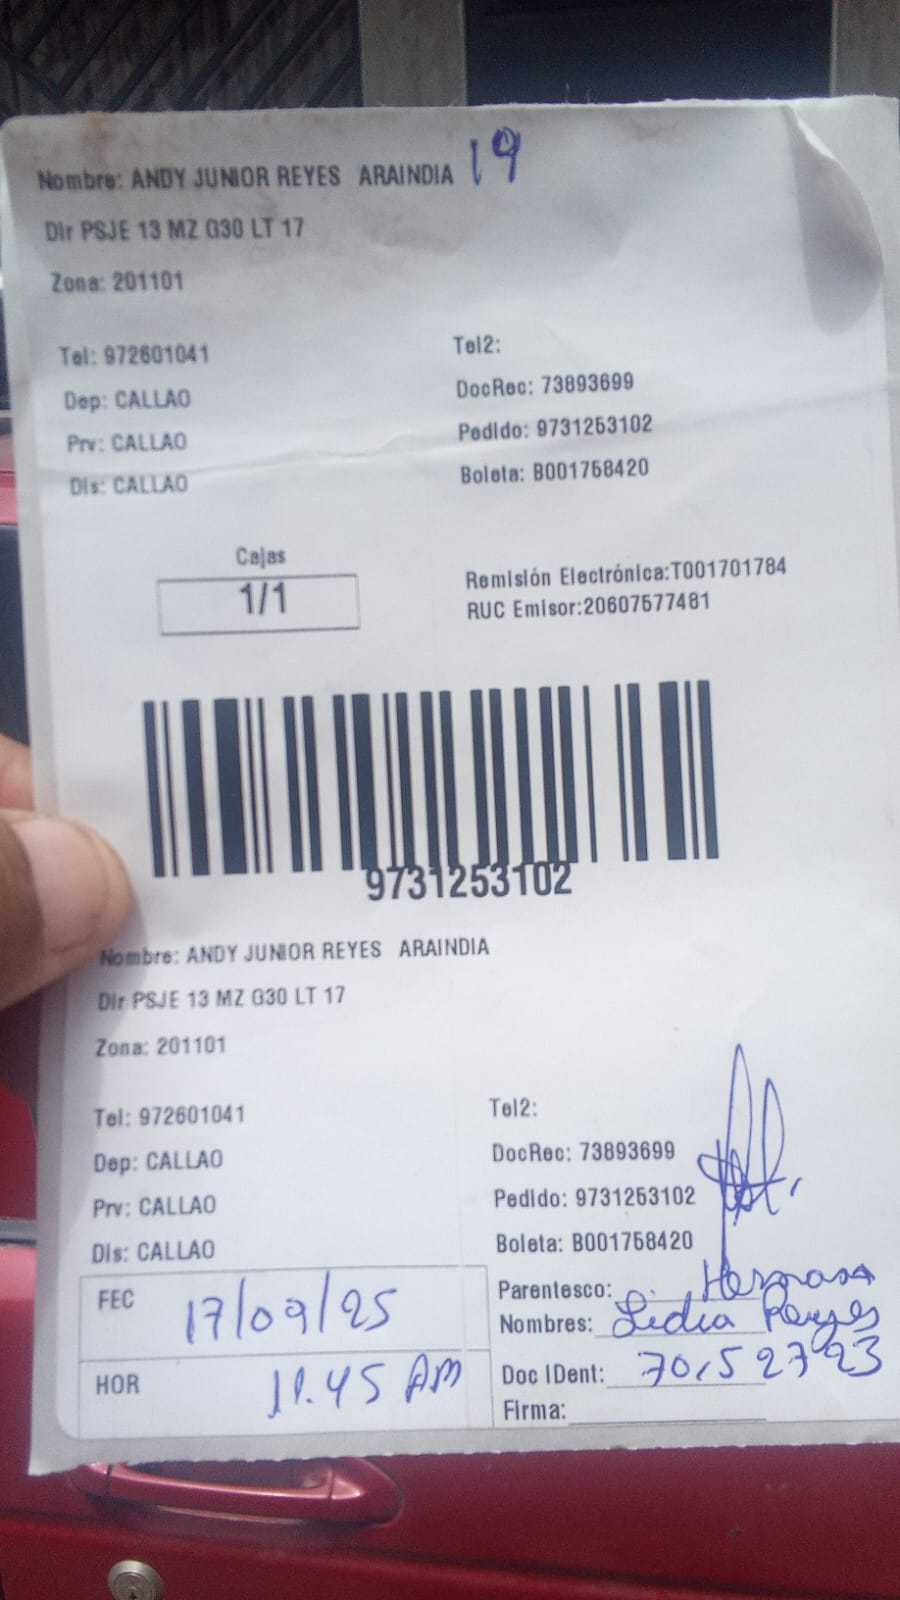 Nombre: ANDY JUNIOR REYES ARAINDIA 19
Dir PSJE 13 MZ G30 LT 17
Zona: 201101
Tel: 972601041 Tel2:
Dep: CALLAO DocRec: 73893699
Prv: CALLAO Pedido: 9731253102
Dis: CALLAO Boleta: B001758420
Cajas
1/1
Remisión Electrónica:T001701784
RUC Emisor:20607577481
9731253102
Nombre: ANDY JUNIOR REYES ARAINDIA
Dir PSJE 13 MZ G30 LT 17
Zona: 201101
Tel: 972601041 Tel2:
Dep: CALLAO DocRec: 73893699
Prv: CALLAO Pedido: 9731253102
Dis: CALLAO Boleta: B001758420
FEC 17/09/25
HOR 11.45 AM
Parentesco: Hermana
Nombres: Lidia Reyes
Doc IDent: 70,52723
Firma: